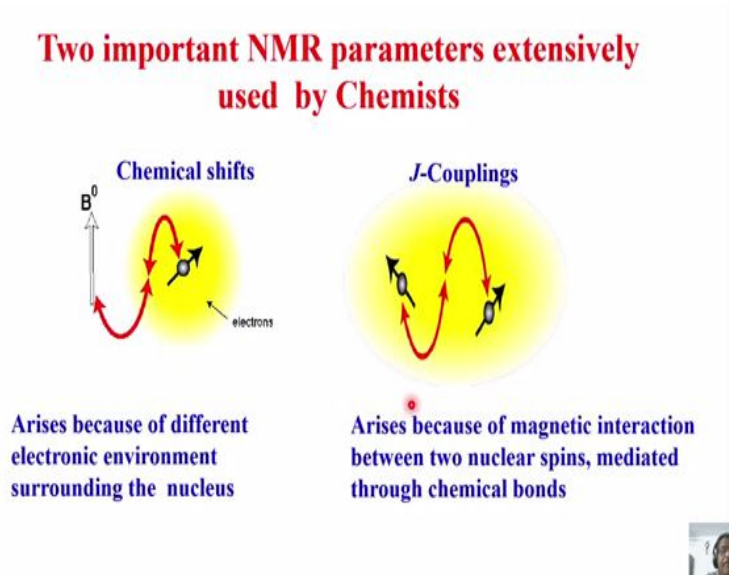 Two important NMR parameters extensively
used by Chemists
Chemical shifts
J-Couplings
B0
electrons
Arises because of different
electronic environment
surrounding the nucleus
Arises because of magnetic interaction
between two nuclear spins, mediated
through chemical bonds